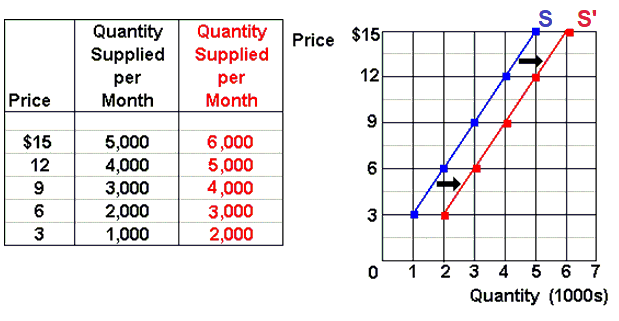 Quantity Quantity
Supplied Supplied
per per
Price Month Month
$15 5,000 6,000
12 4,000 5,000
9 3,000 4,000
6 2,000 3,000
3 1,000 2,000
S S'
Price $15
12
9
6
3
0 1 2 3 4 5 6 7
Quantity (1000s)